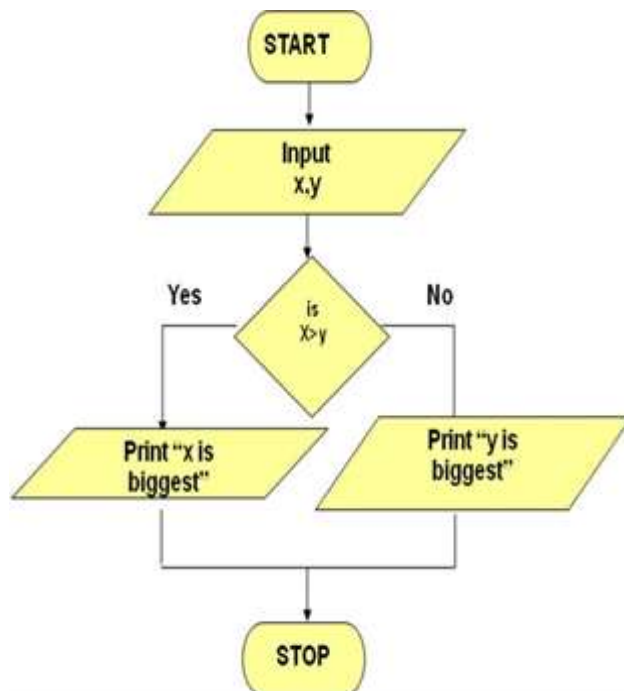 START
Input
x.y
Yes
No
is
X>y
Print “x is
biggest”
Print “y is
biggest”
STOP